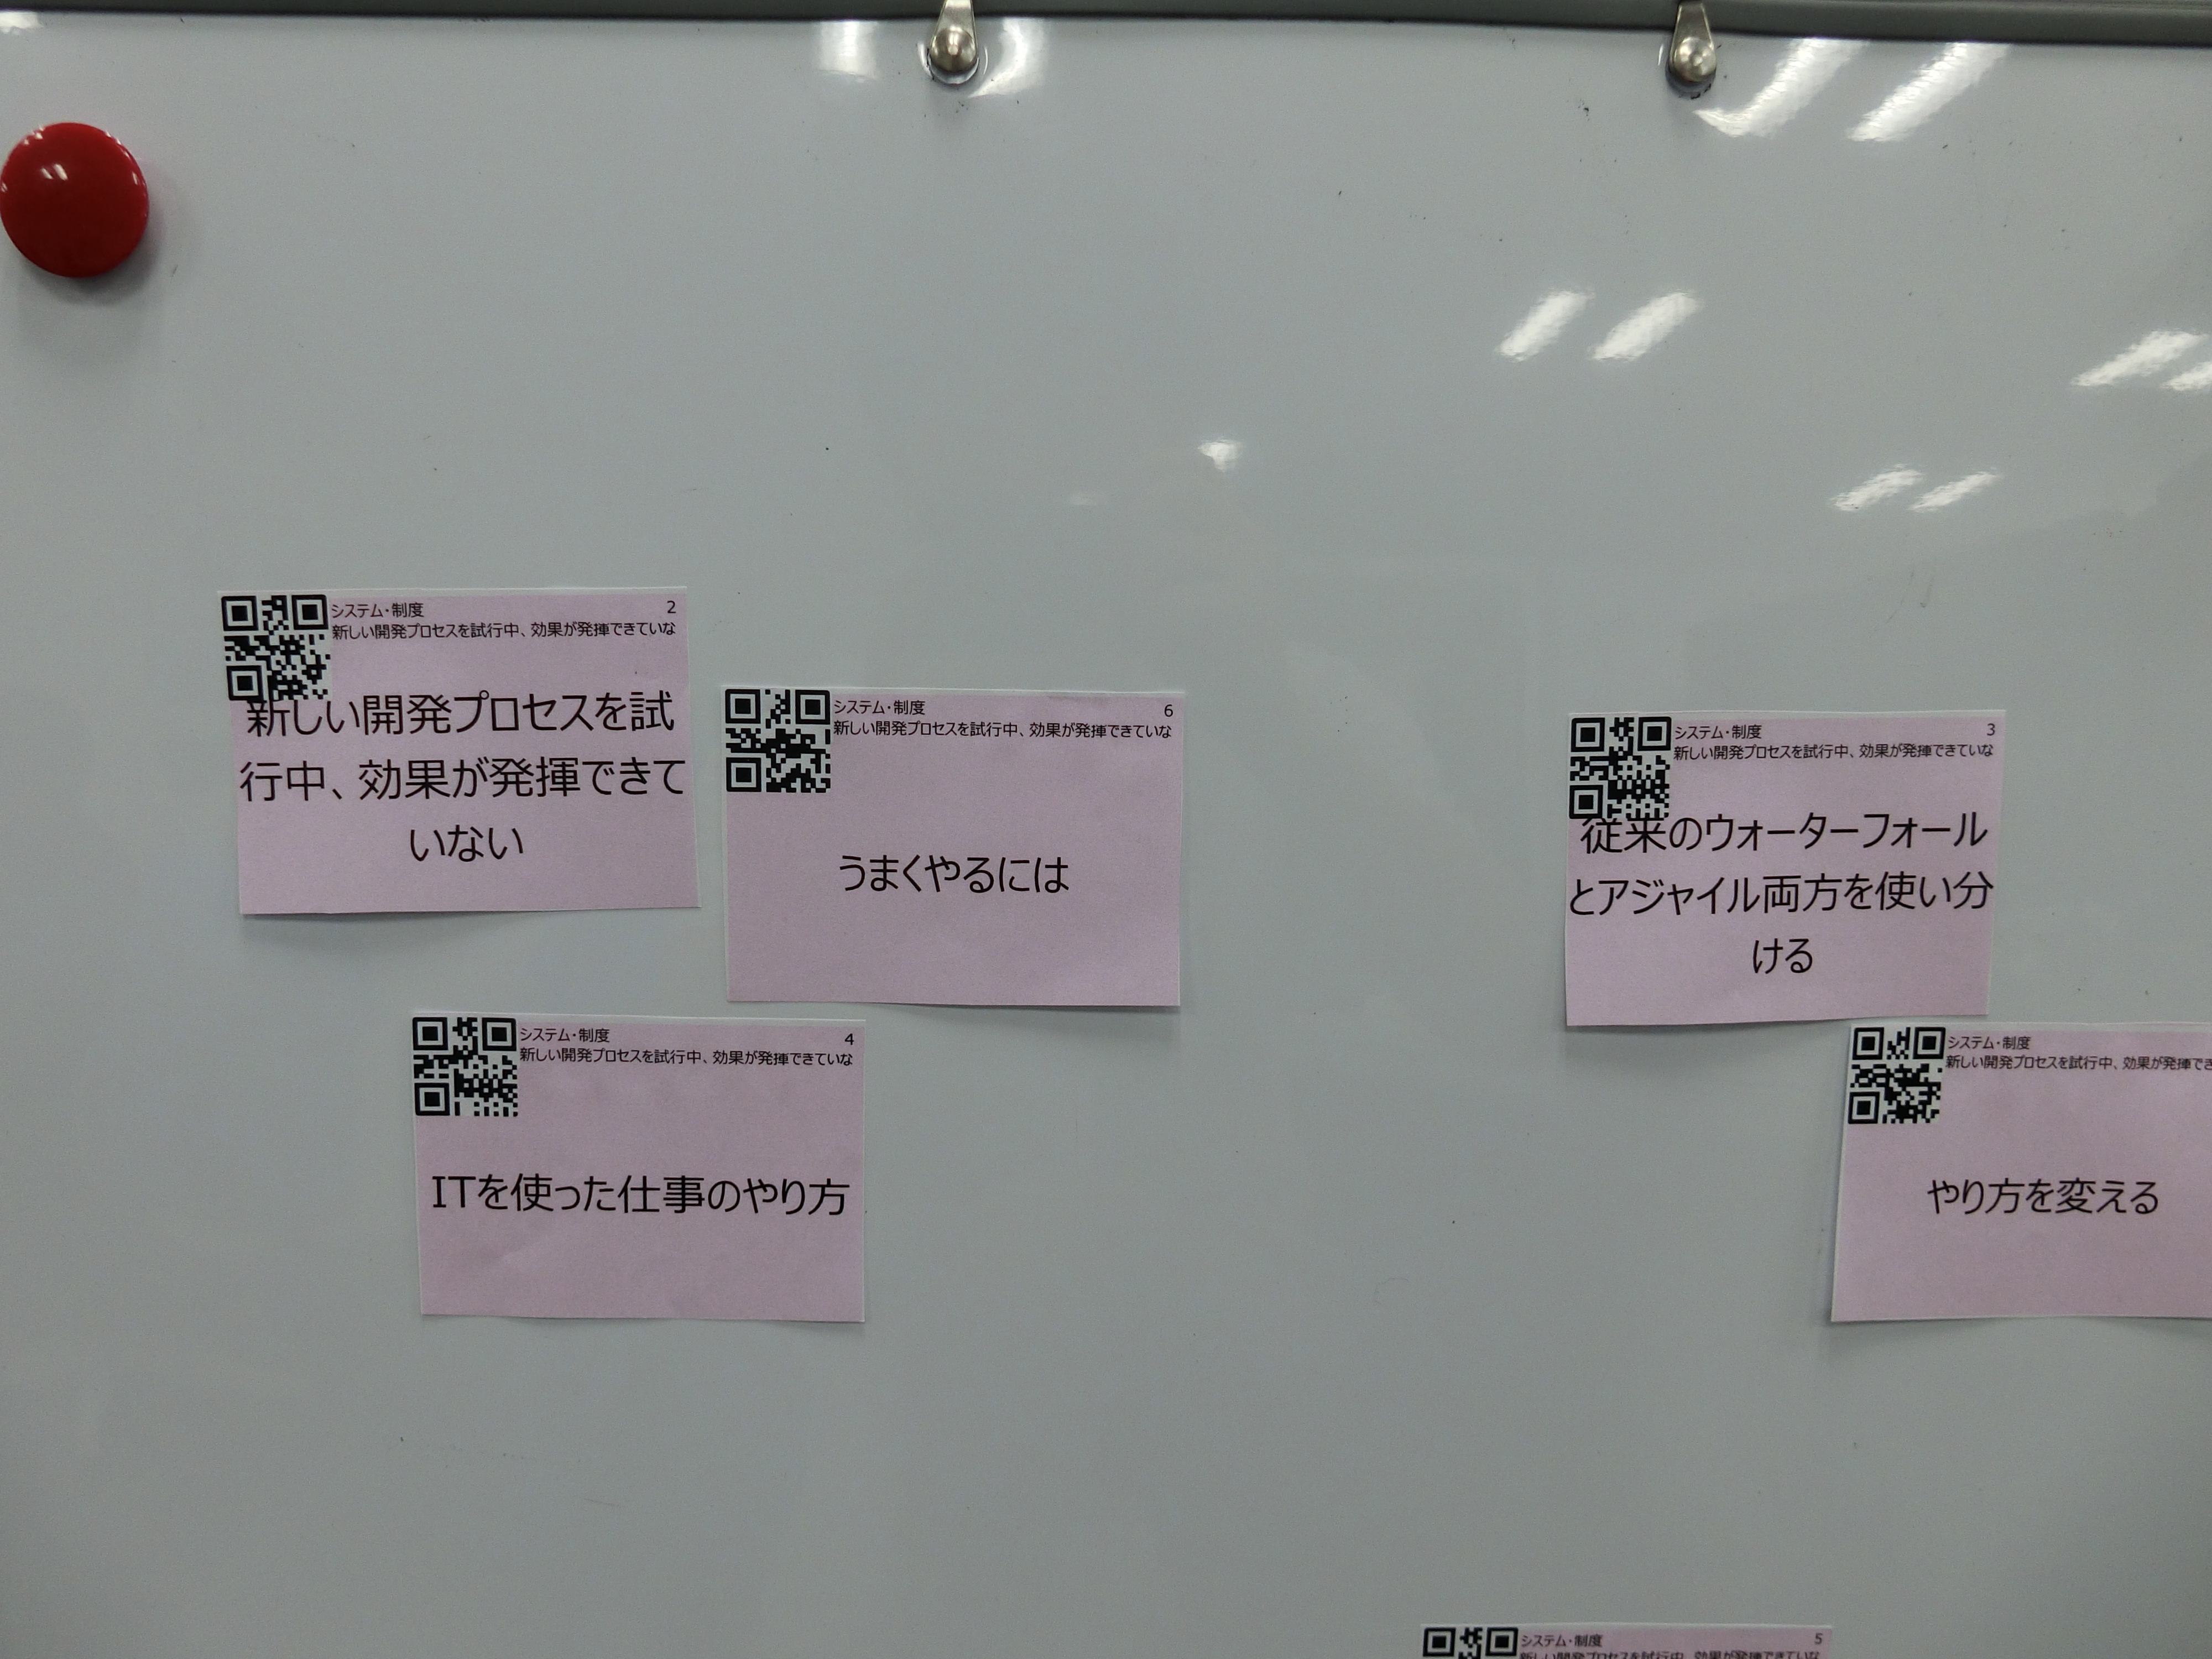 システム・制度
2
新しい開発プロセスを試行中、効果が発揮できていな
新しい開発プロセスを試
行中、効果が発揮できて
いない
システム・制度
6
新しい開発プロセスを試行中、効果が発揮できていな
うまくやるには
システム・制度
3
新しい開発プロセスを試行中、効果が発揮できていな
従来のウォーターフォール
とアジャイル両方を使い分
ける
システム・制度
4
新しい開発プロセスを試行中、効果が発揮できていな
ITを使った仕事のやり方
システム・制度
新しい開発プロセスを試行中、効果が発揮でき
やり方を変える
システム・制度
5
新しい開発プロセスを試行中、効果が発揮できていな